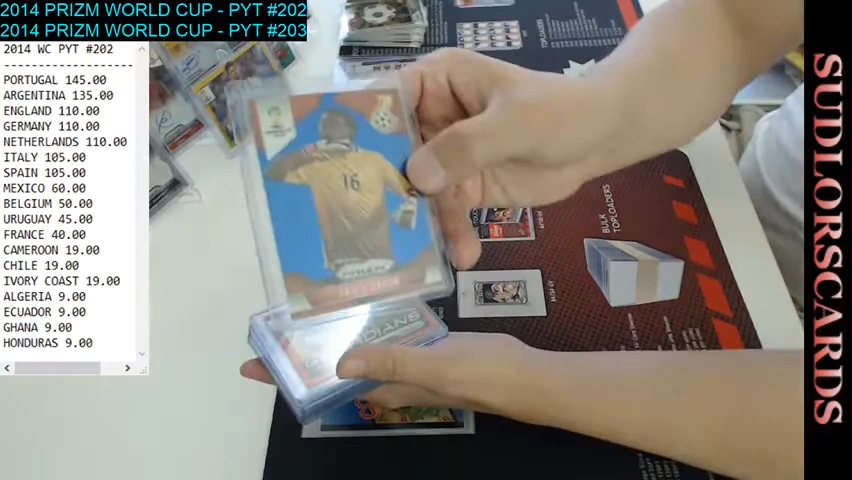 2014 PRIZM WORLD CUP - PYT #202
2014 PRIZM WORLD CUP - PYT #203
2014 WC PYT #202
--------------------
PORTUGAL 145.00
ARGENTINA 135.00
ENGLAND 110.00
GERMANY 110.00
NETHERLANDS 110.00
ITALY 105.00
SPAIN 105.00
MEXICO 60.00
BELGIUM 50.00
URUGUAY 45.00
FRANCE 40.00
CAMEROON 19.00
CHILE 19.00
IVORY COAST 19.00
ALGERIA 9.00
ECUADOR 9.00
GHANA 9.00
HONDURAS 9.00
16
PRIZM
GUARDIANS
BULK
TOPLOADERS
SUDLORSCARDS